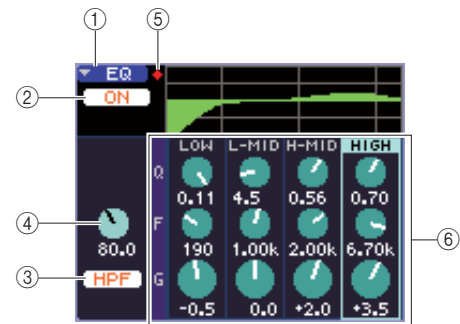 ① ⑤
EQ
② ON
LOW L-MID H-MID HIGH
Q
0.11 4.5 0.56 0.70
④ F ⑥
80.0 190 1.00k 2.00k 6.70k
③ HPF G
-0.5 0.0 +2.0 +3.5